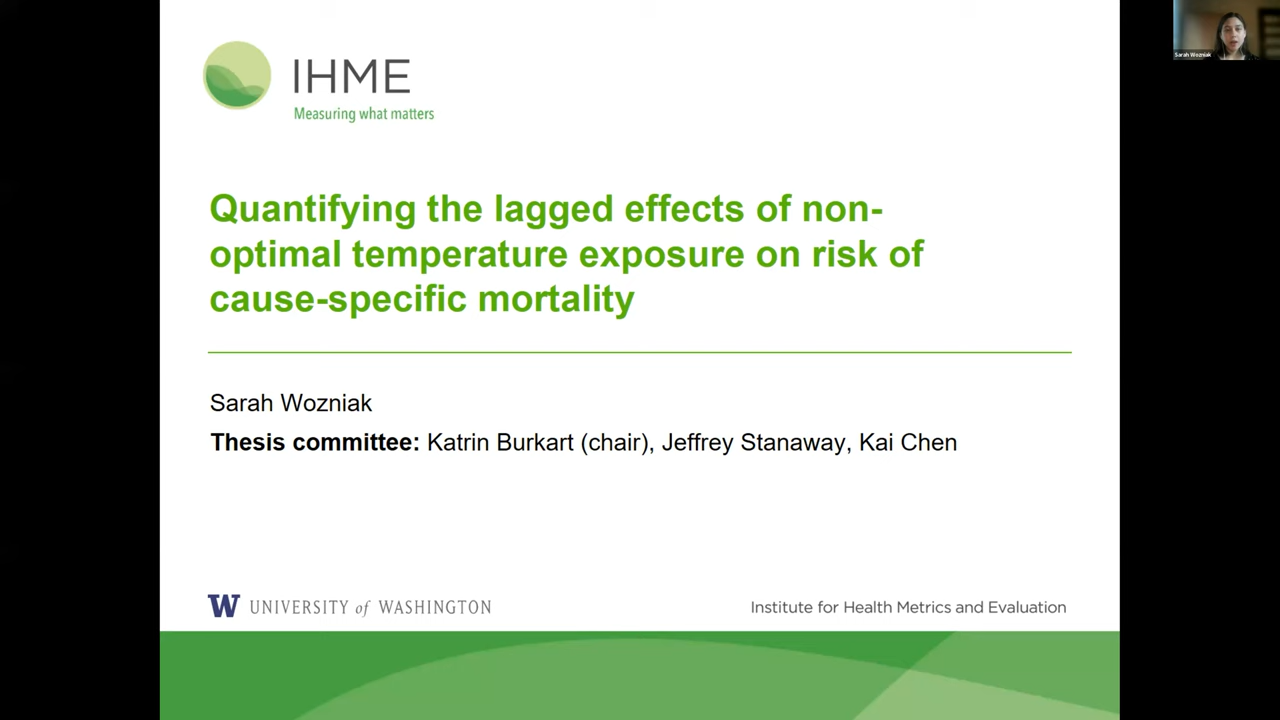 IHME
Measuring what matters
Sarah Wozniak
Quantifying the lagged effects of non-
optimal temperature exposure on risk of
cause-specific mortality
Sarah Wozniak
Thesis committee: Katrin Burkart (chair), Jeffrey Stanaway, Kai Chen
W UNIVERSITY of WASHINGTON
Institute for Health Metrics and Evaluation